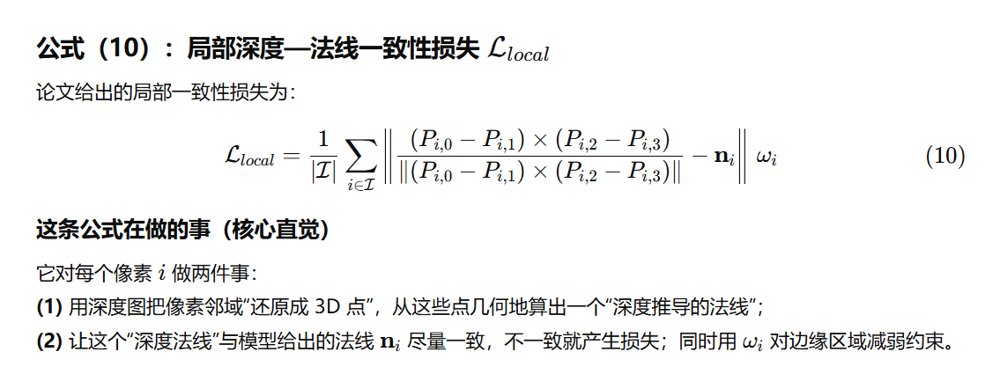 公式（10）：局部深度—法线一致性损失 $\mathcal{L}_{local}$
论文给出的局部一致性损失为：
$\mathcal{L}_{local} = \frac{1}{|\mathcal{I}|} \sum_{i \in \mathcal{I}} \left\| \frac{(P_{i,0} - P_{i,1}) \times (P_{i,2} - P_{i,3})}{\|(P_{i,0} - P_{i,1}) \times (P_{i,2} - P_{i,3})\|} - \mathbf{n}_i \right\| \omega_i$ (10)
这条公式在做的事（核心直觉）
它对每个像素 $i$ 做两件事：
(1) 用深度图把像素邻域“还原成 3D 点”，从这些点几何地算出一个“深度推导的法线”；
(2) 让这个“深度法线”与模型给出的法线 $\mathbf{n}_i$ 尽量一致，不一致就产生损失；同时用 $\omega_i$ 对边缘区域减弱约束。